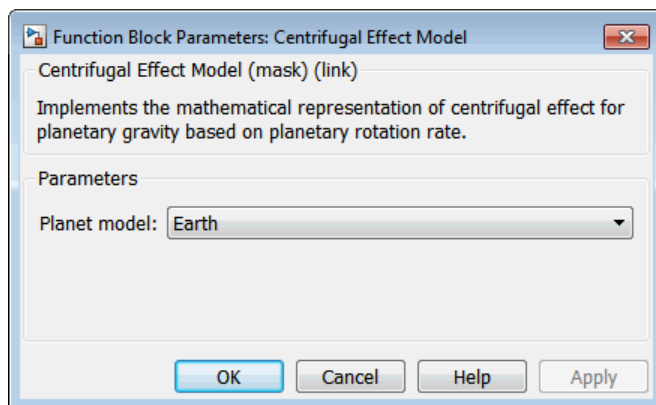 Function Block Parameters: Centrifugal Effect Model
Centrifugal Effect Model (mask) (link)
Implements the mathematical representation of centrifugal effect for
planetary gravity based on planetary rotation rate.
Parameters
Planet model: Earth
OK Cancel Help Apply